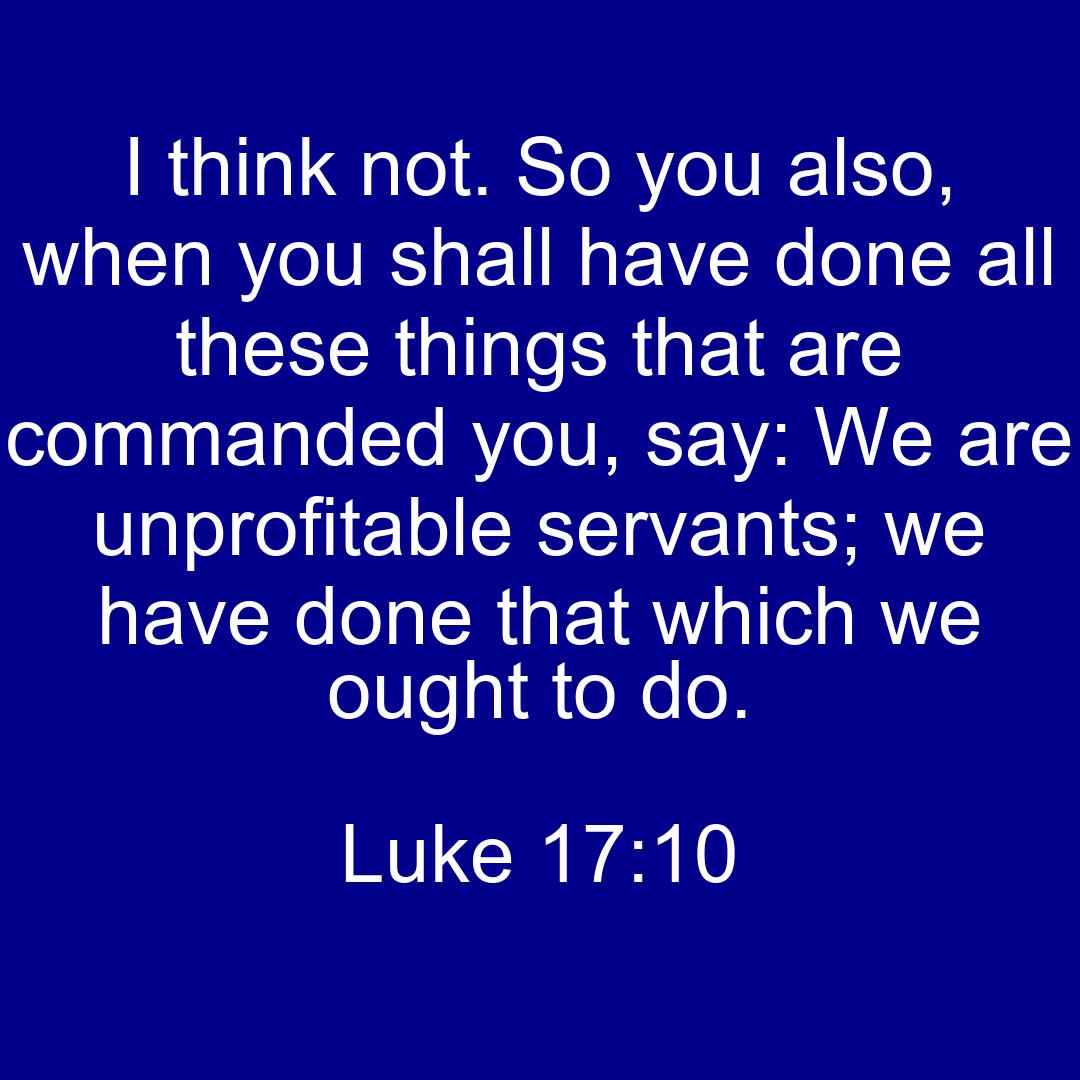 I think not. So you also,
when you shall have done all
these things that are
commanded you, say: We are
unprofitable servants; we
have done that which we
ought to do.
Luke 17:10